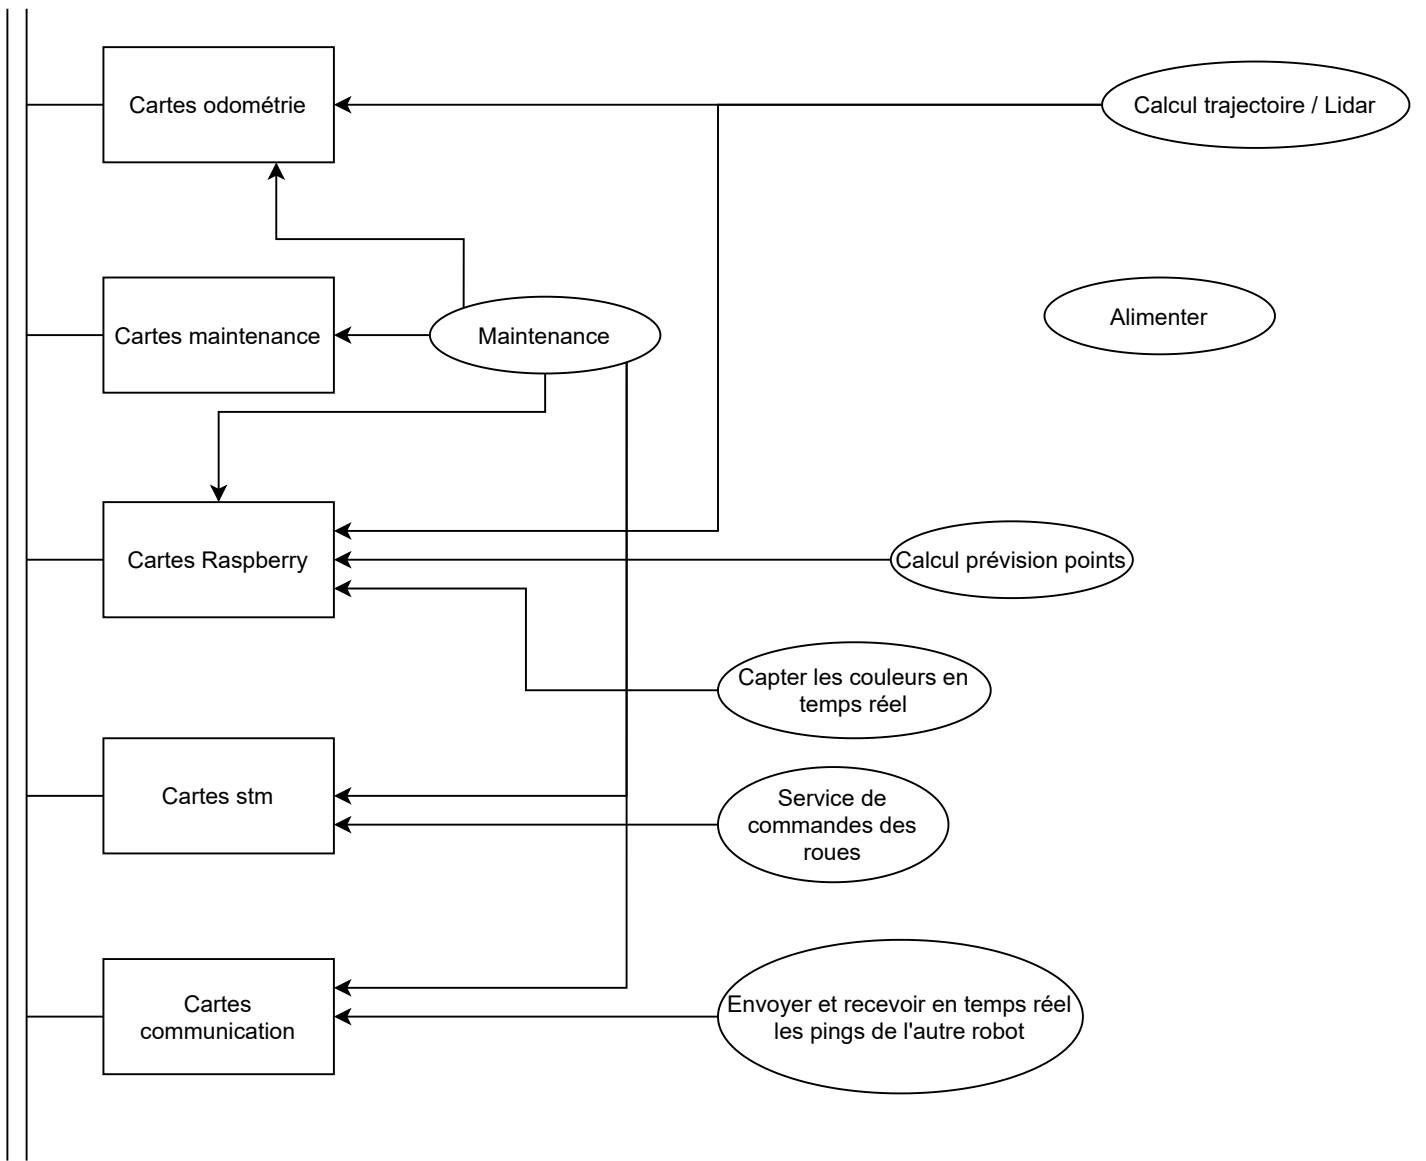 Cartes odométrie
Calcul trajectoire / Lidar
Cartes maintenance
Maintenance
Alimenter
Cartes Raspberry
Calcul prévision points
Capter les couleurs en
temps réel
Cartes stm
Service de
commandes des
roues
Cartes
communication
Envoyer et recevoir en temps réel
les pings de l'autre robot